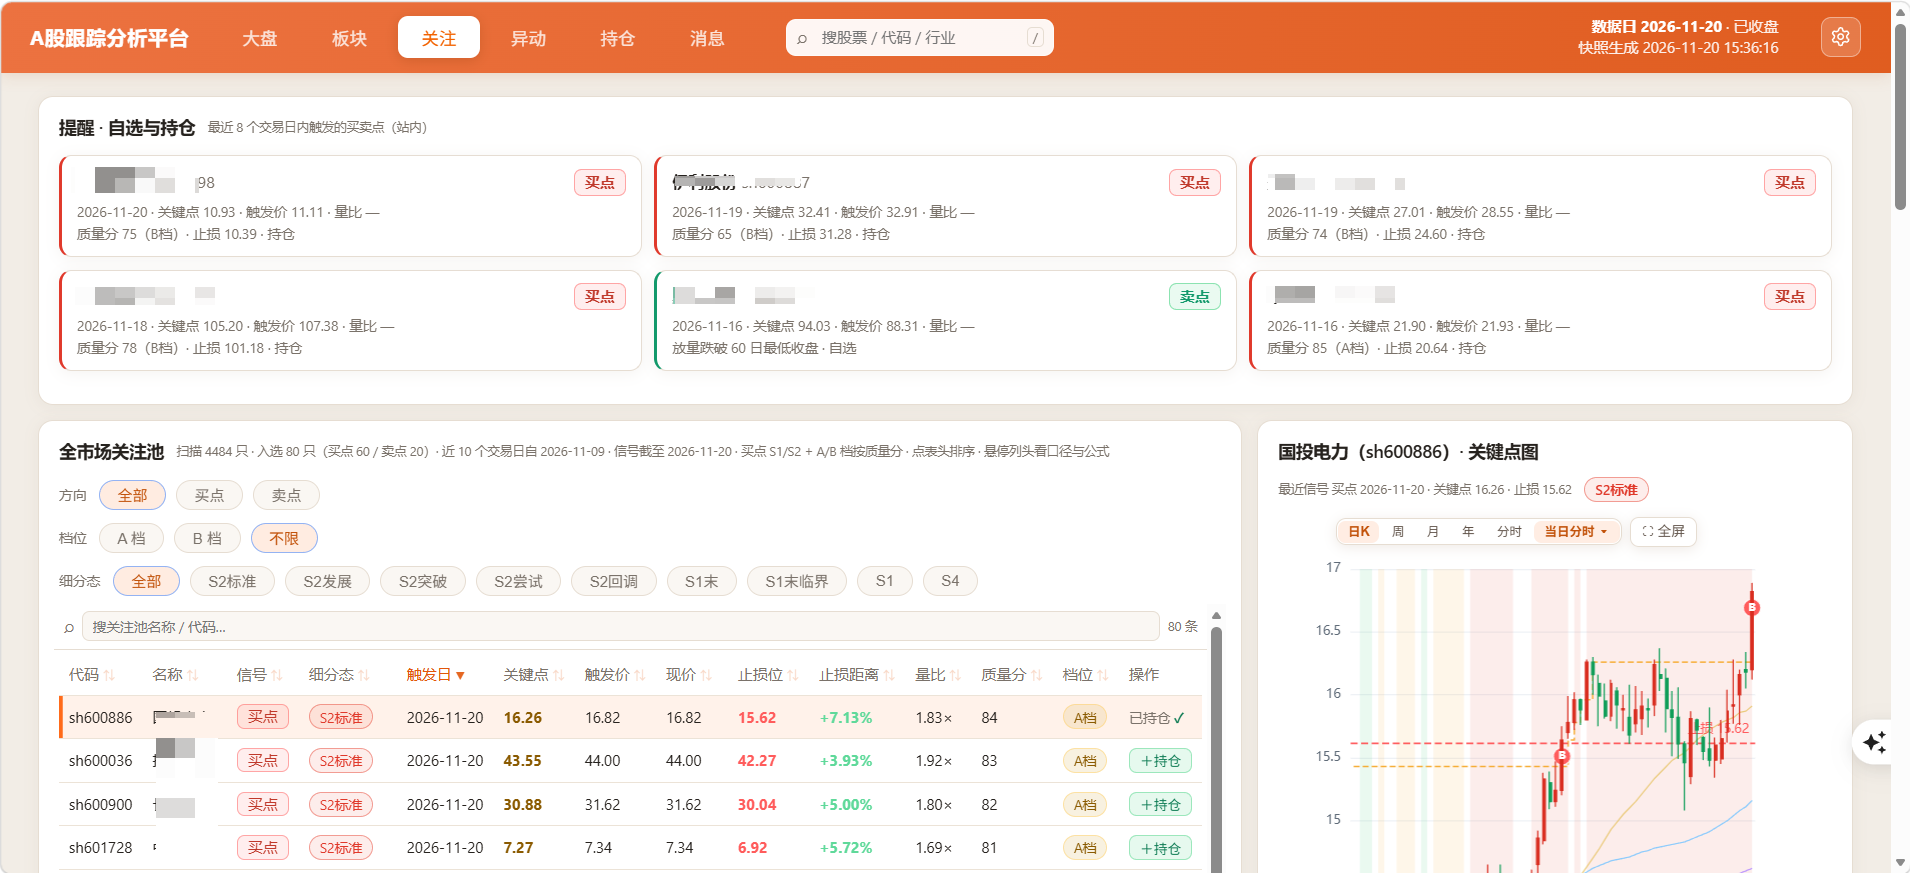 A股跟踪分析平台
大盘 板块 关注 异动 持仓 消息
搜股票 / 代码 / 行业 /
数据日 2026-11-20 · 已收盘
快照生成 2026-11-20 15:36:16
提醒 · 自选与持仓 最近 8 个交易日内触发的买卖点（站内）
98 买点
2026-11-20 · 关键点 10.93 · 触发价 11.11 · 量比 —
质量分 75（B档）· 止损 10.39 · 持仓
买点
2026-11-19 · 关键点 32.41 · 触发价 32.91 · 量比 —
质量分 65（B档）· 止损 31.28 · 持仓
买点
2026-11-19 · 关键点 27.01 · 触发价 28.55 · 量比 —
质量分 74（B档）· 止损 24.60 · 持仓
买点
2026-11-18 · 关键点 105.20 · 触发价 107.38 · 量比 —
质量分 78（B档）· 止损 101.18 · 持仓
卖点
2026-11-16 · 关键点 94.03 · 触发价 88.31 · 量比 —
放量跌破 60 日最低收盘 · 自选
买点
2026-11-16 · 关键点 21.90 · 触发价 21.93 · 量比 —
质量分 85（A档）· 止损 20.64 · 持仓
全市场关注池 扫描 4484 只 · 入选 80 只（买点 60 / 卖点 20）· 近 10 个交易日自 2026-11-09 · 信号截至 2026-11-20 · 买点 S1/S2 + A/B 档按质量分 · 点表头排序 · 悬停列头看口径与公式
方向 全部 买点 卖点
档位 A 档 B 档 不限
细分态 全部 S2标准 S2发展 S2突破 S2尝试 S2回调 S1末 S1末临界 S1 S4
搜关注池名称 / 代码... 80 条
代码 名称 信号 细分态 触发日 关键点 触发价 现价 止损位 止损距离 量比 质量分 档位 操作
sh600886 买点 S2标准 2026-11-20 16.26 16.82 16.82 15.62 +7.13% 1.83× 84 A档 已持仓 ✓
sh600036 买点 S2标准 2026-11-20 43.55 44.00 44.00 42.27 +3.93% 1.92× 83 A档 ＋持仓
sh600900 买点 S2标准 2026-11-20 30.88 31.62 31.62 30.04 +5.00% 1.80× 82 A档 ＋持仓
sh601728 买点 S2标准 2026-11-20 7.27 7.34 7.34 6.92 +5.72% 1.69× 81 A档 ＋持仓
国投电力（sh600886）· 关键点图
最近信号 买点 2026-11-20 · 关键点 16.26 · 止损 15.62 S2标准
日K 周 月 年 分时 当日分时 全屏
17
B
16.5
16
止损 15.62
15.5
B
15